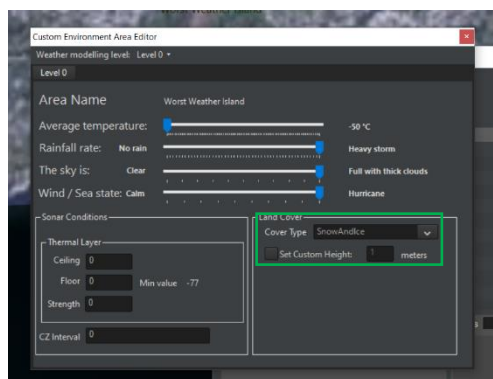 Worst Weather Island
Custom Environment Area Editor
Weather modelling level: Level 0
Level 0
Area Name Worst Weather Island
Average temperature: -50 °C
Rainfall rate: No rain Heavy storm
The sky is: Clear Full with thick clouds
Wind / Sea state: Calm Hurricane
Sonar Conditions
Thermal Layer
Ceiling 0
Floor 0 Min value -77
Strength 0
CZ Interval 0
Land Cover
Cover Type SnowAndIce
Set Custom Height: 1 meters
s